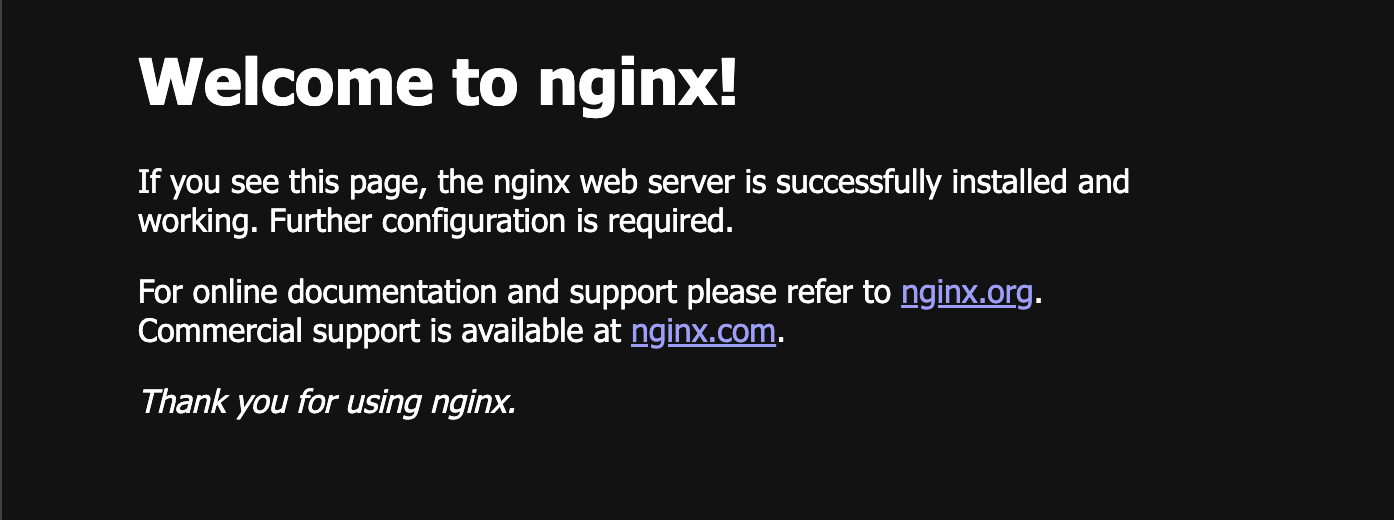 Welcome to nginx!
If you see this page, the nginx web server is successfully installed and
working. Further configuration is required.
For online documentation and support please refer to nginx.org.
Commercial support is available at nginx.com.
Thank you for using nginx.